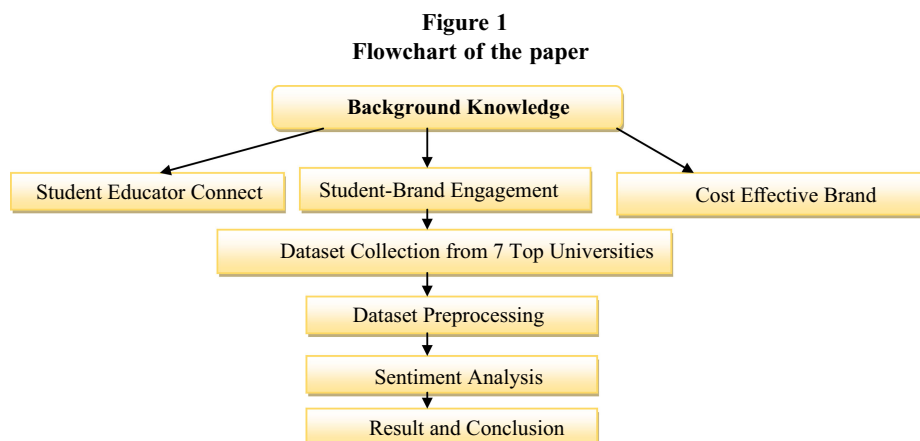 Figure 1
Flowchart of the paper
Background Knowledge
Student Educator Connect
Student-Brand Engagement
Cost Effective Brand
Dataset Collection from 7 Top Universities
Dataset Preprocessing
Sentiment Analysis
Result and Conclusion